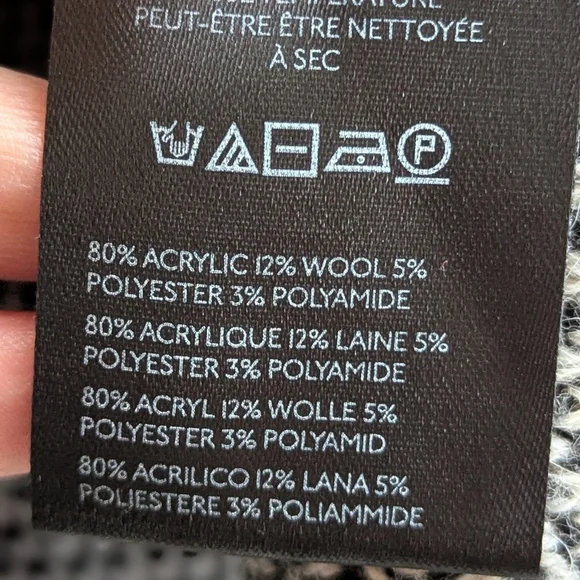 TEMPÉRATURE
PEUT-ÊTRE ÊTRE NETTOYÉE
À SEC
P
80% ACRYLIC 12% WOOL 5%
POLYESTER 3% POLYAMIDE
80% ACRYLIQUE 12% LAINE 5%
POLYESTER 3% POLYAMIDE
80% ACRYL 12% WOLLE 5%
POLYESTER 3% POLYAMID
80% ACRILICO 12% LANA 5%
POLIESTERE 3% POLIAMMIDE